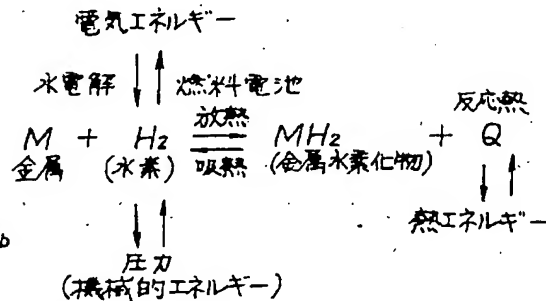 電気エネルギー
水電解 ↓↑ 燃料電池
放熱 反応熱
M + H2 ⇄ MH2 + Q
金属 (水素) 吸熱 (金属水素化物)
↓↑ ↓↑
熱エネルギー
b
圧力
(機械的エネルギー)